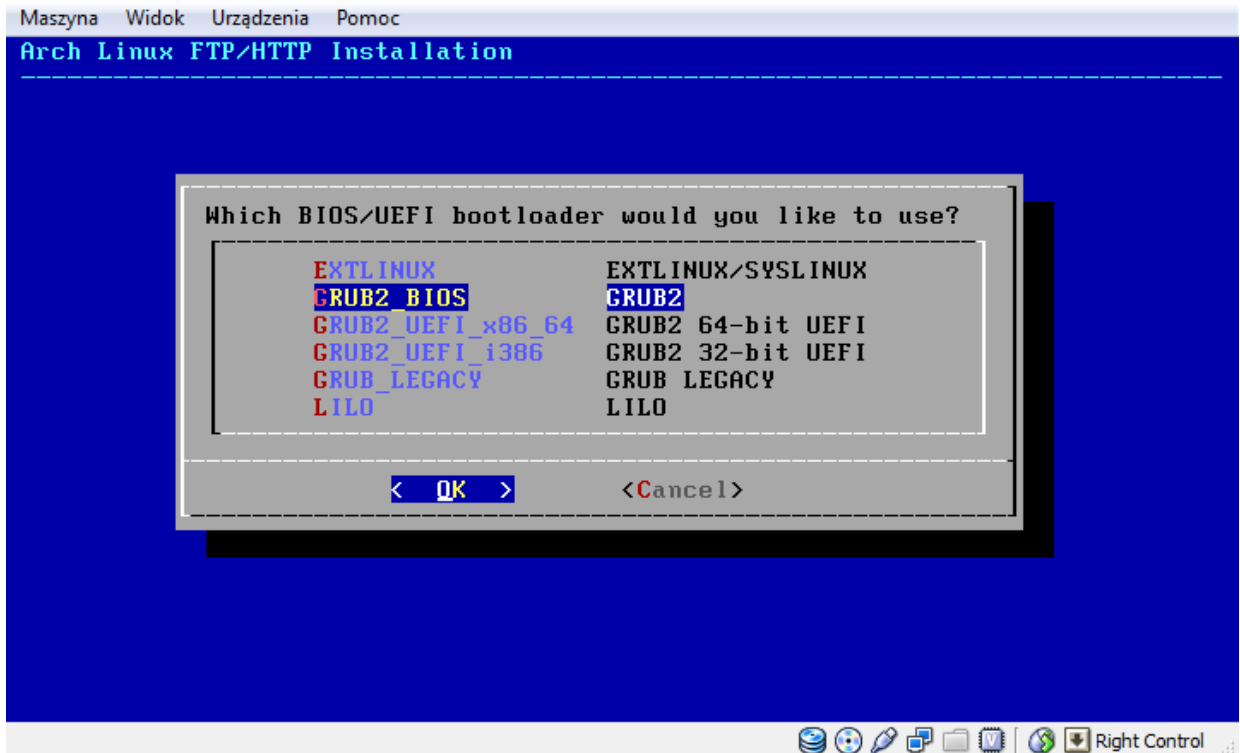 Maszyna Widok Urządzenia Pomoc
Arch Linux FTP/HTTP Installation
Which BIOS/UEFI bootloader would you like to use?
EXTLINUX EXTLINUX/SYSLINUX
GRUB2_BIOS GRUB2
GRUB2_UEFI_x86_64 GRUB2 64-bit UEFI
GRUB2_UEFI_i386 GRUB2 32-bit UEFI
GRUB_LEGACY GRUB LEGACY
LILO LILO
< OK > <Cancel>
Right Control